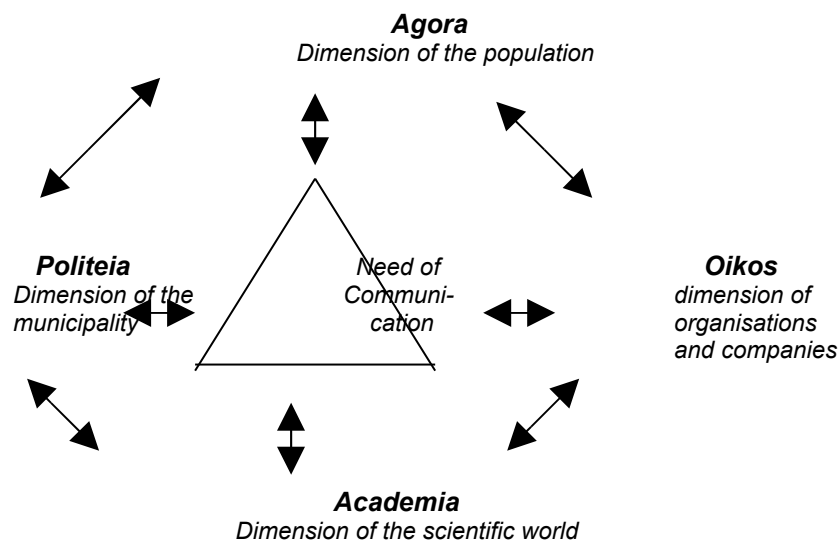 Agora
Dimension of the population
Politeia
Dimension of the
municipality
Need of
Communi-
cation
Oikos
dimension of
organisations
and companies
Academia
Dimension of the scientific world